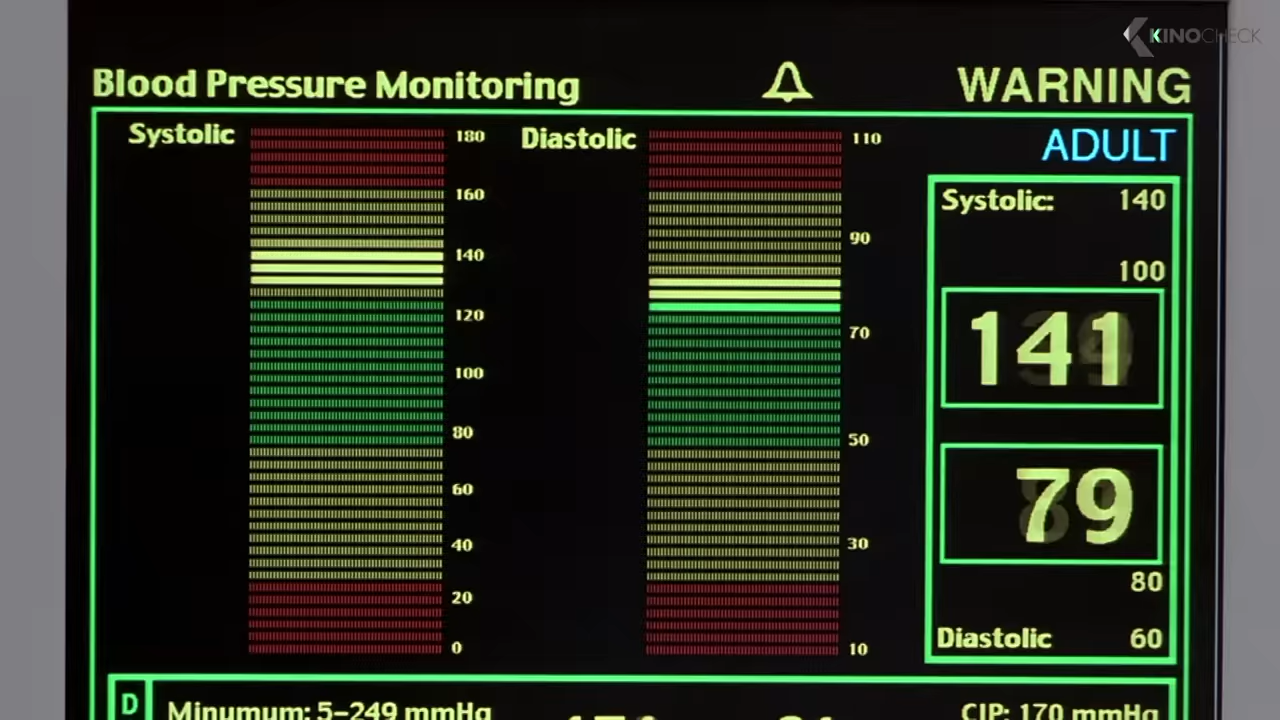 KINOCHECK
Blood Pressure Monitoring
WARNING
ADULT
Systolic
180
160
140
120
100
80
60
40
20
0
Diastolic
110
90
70
50
30
10
Systolic: 140
100
141
79
80
Diastolic 60
D
Minumum: 5-249 mmHg
CIP: 170 mmHg